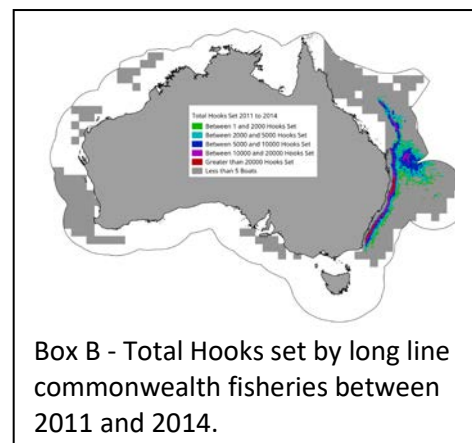 Total Hooks Set 2011 to 2014
Between 1 and 2000 Hooks Set
Between 2000 and 5000 Hooks Set
Between 5000 and 10000 Hooks Set
Between 10000 and 20000 Hooks Set
Greater than 20000 Hooks Set
Less than 5 Boats
Box B - Total Hooks set by long line
commonwealth fisheries between
2011 and 2014.